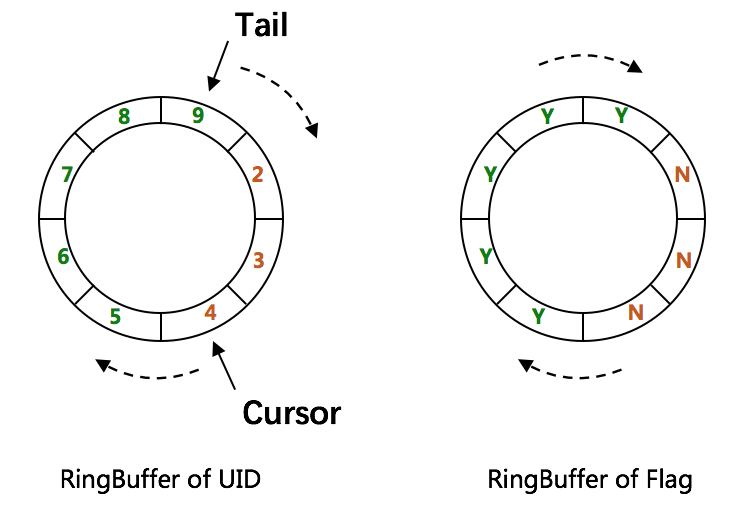 Tail
8 9
7 2
6 3
5 4
Cursor
RingBuffer of UID
Y Y
Y N
Y N
Y N
RingBuffer of Flag